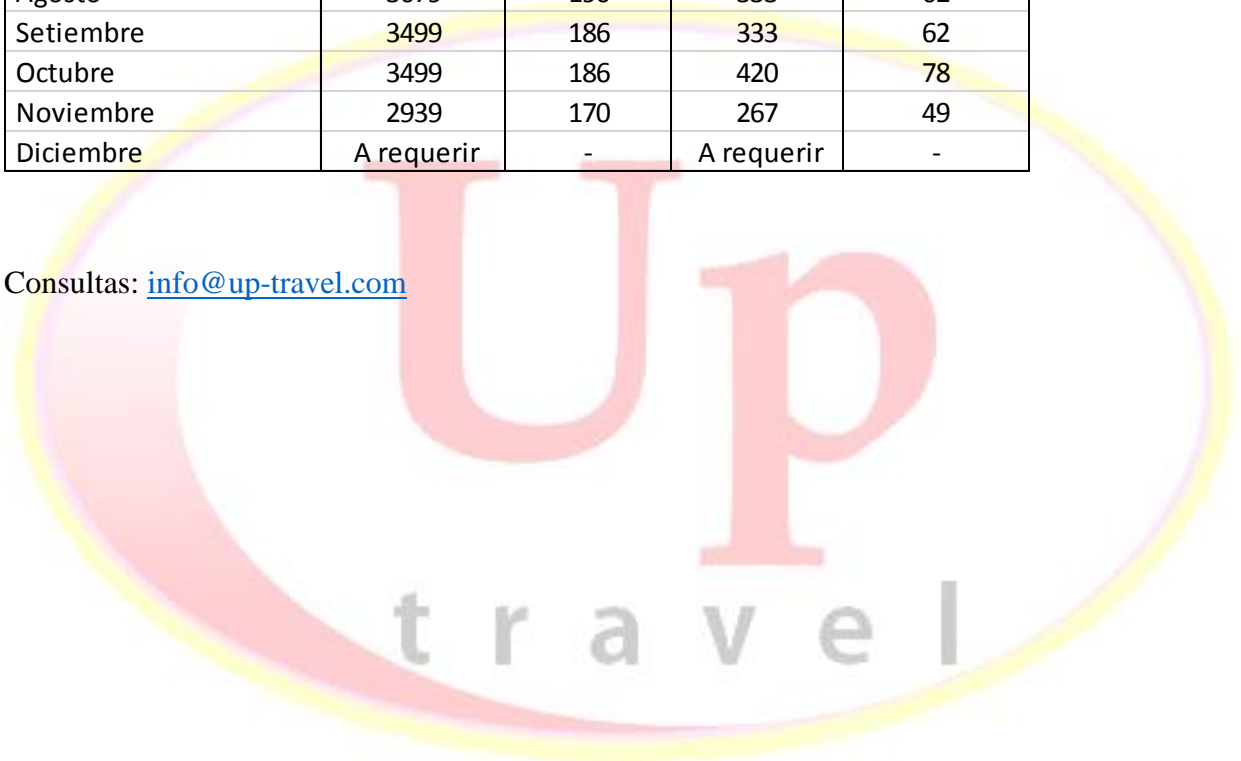 Setiembre 3499 186 333 62
Octubre 3499 186 420 78
Noviembre 2939 170 267 49
Diciembre A requerir - A requerir -
Consultas: info@up-travel.com
Up
travel